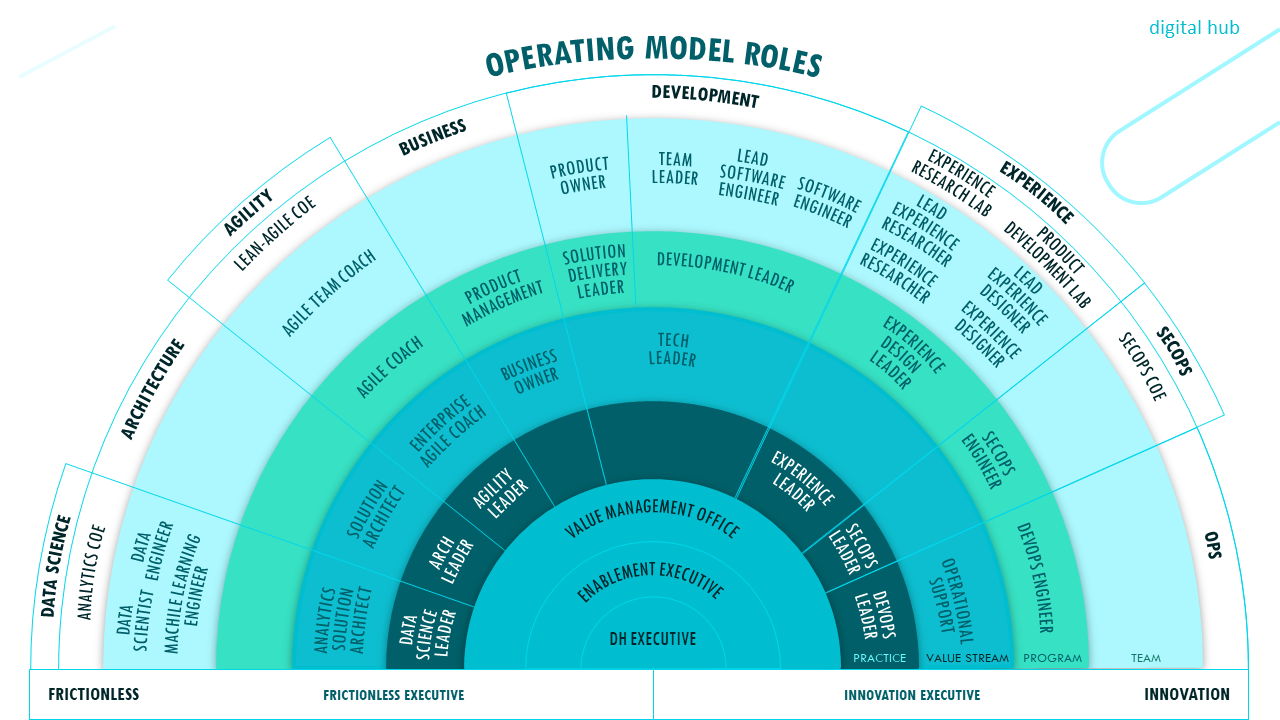 digital hub
OPERATING MODEL ROLES
DATA SCIENCE
ARCHITECTURE
AGILITY
BUSINESS
DEVELOPMENT
EXPERIENCE
SECOPS
OPS
ANALYTICS COE
LEAN-AGILE COE
EXPERIENCE
RESEARCH LAB
PRODUCT
DEVELOPMENT LAB
SECOPS COE
DATA
SCIENTIST
DATA
ENGINEER
MACHILE LEARNING
ENGINEER
AGILE TEAM COACH
PRODUCT
OWNER
TEAM
LEADER
LEAD
SOFTWARE
ENGINEER
SOFTWARE
ENGINEER
LEAD
EXPERIENCE
RESEARCHER
EXPERIENCE
RESEARCHER
LEAD
EXPERIENCE
DESIGNER
EXPERIENCE
DESIGNER
AGILE COACH
PRODUCT
MANAGEMENT
SOLUTION
DELIVERY
LEADER
DEVELOPMENT LEADER
EXPERIENCE
DESIGN
LEADER
SECOPS
ENGINEER
DEVOPS ENGINEER
ANALYTICS
SOLUTION
ARCHITECT
SOLUTION
ARCHITECT
ENTERPRISE
AGILE COACH
BUSINESS
OWNER
TECH
LEADER
OPERATIONAL
SUPPORT
DATA
SCIENCE
LEADER
ARCH
LEADER
AGILITY
LEADER
EXPERIENCE
LEADER
SECOPS
LEADER
DEVOPS
LEADER
VALUE MANAGEMENT OFFICE
ENABLEMENT EXECUTIVE
DH EXECUTIVE
PRACTICE
VALUE STREAM
PROGRAM
TEAM
FRICTIONLESS
FRICTIONLESS EXECUTIVE
INNOVATION EXECUTIVE
INNOVATION